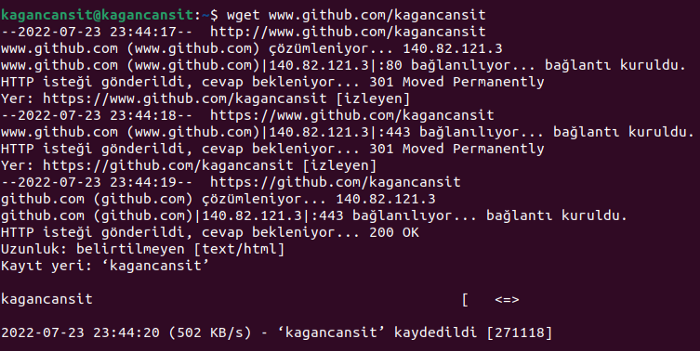 kagancansit@kagancansit:~$ wget www.github.com/kagancansit
--2022-07-23 23:44:17-- http://www.github.com/kagancansit
www.github.com (www.github.com) çözümleniyor... 140.82.121.3
www.github.com (www.github.com)|140.82.121.3|:80 bağlanılıyor... bağlantı kuruldu.
HTTP isteği gönderildi, cevap bekleniyor... 301 Moved Permanently
Yer: https://www.github.com/kagancansit [izleyen]
--2022-07-23 23:44:18-- https://www.github.com/kagancansit
www.github.com (www.github.com)|140.82.121.3|:443 bağlanılıyor... bağlantı kuruldu.
HTTP isteği gönderildi, cevap bekleniyor... 301 Moved Permanently
Yer: https://github.com/kagancansit [izleyen]
--2022-07-23 23:44:19-- https://github.com/kagancansit
github.com (github.com) çözümleniyor... 140.82.121.3
github.com (github.com)|140.82.121.3|:443 bağlanılıyor... bağlantı kuruldu.
HTTP isteği gönderildi, cevap bekleniyor... 200 OK
Uzunluk: belirtilmeyen [text/html]
Kayıt yeri: ‘kagancansit’
kagancansit [ <=>
2022-07-23 23:44:20 (502 KB/s) - ‘kagancansit’ kaydedildi [271118]